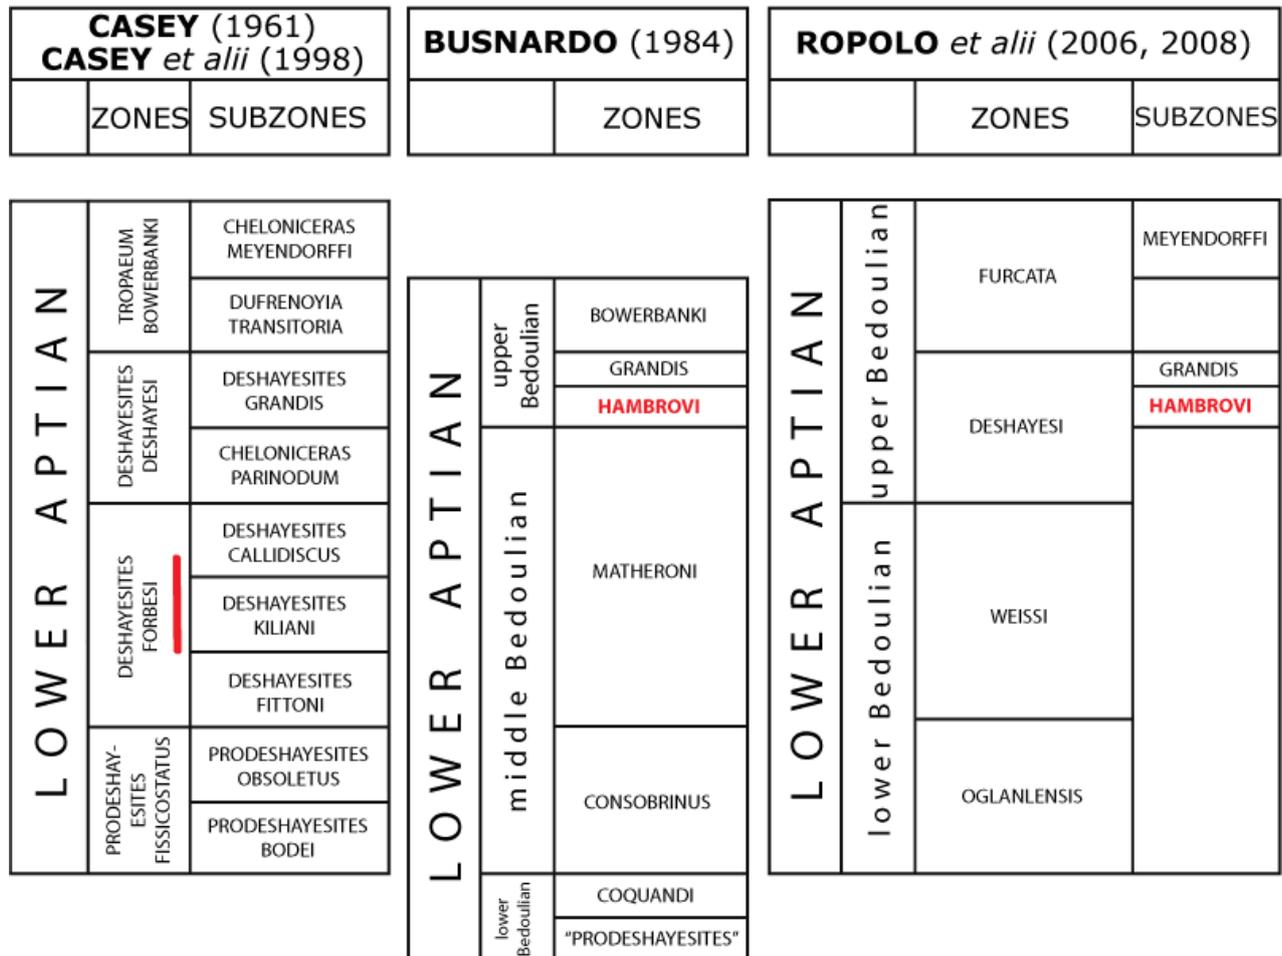 CASEY (1961)
CASEY et alii (1998)
ZONES
SUBZONES
LOWER APTIAN
TROPAEUM
BOWERBANKI
CHELONICERAS
MEYENDORFFI
DUFRENOYIA
TRANSITORIA
DESHAYESITES
DESHAYESI
DESHAYESITES
GRANDIS
CHELONICERAS
PARINODUM
DESHAYESITES
FORBESI
DESHAYESITES
CALLIDISCUS
DESHAYESITES
KILIANI
DESHAYESITES
FITTONI
PRODESHAY-
ESITES
FISSICOSTATUS
PRODESHAYESITES
OBSOLETUS
PRODESHAYESITES
BODEI
BUSNARDO (1984)
ZONES
LOWER APTIAN
upper
Bedoulian
BOWERBANKI
GRANDIS
HAMBROVI
middle Bedoulian
MATHERONI
CONSOBRINUS
lower
Bedoulian
COQUANDI
"PRODESHAYESITES"
ROPOLO et alii (2006, 2008)
ZONES
SUBZONES
LOWER APTIAN
upper Bedoulian
FURCATA
MEYENDORFFI
DESHAYESI
GRANDIS
HAMBROVI
lower Bedoulian
WEISSI
OGLANLENSIS